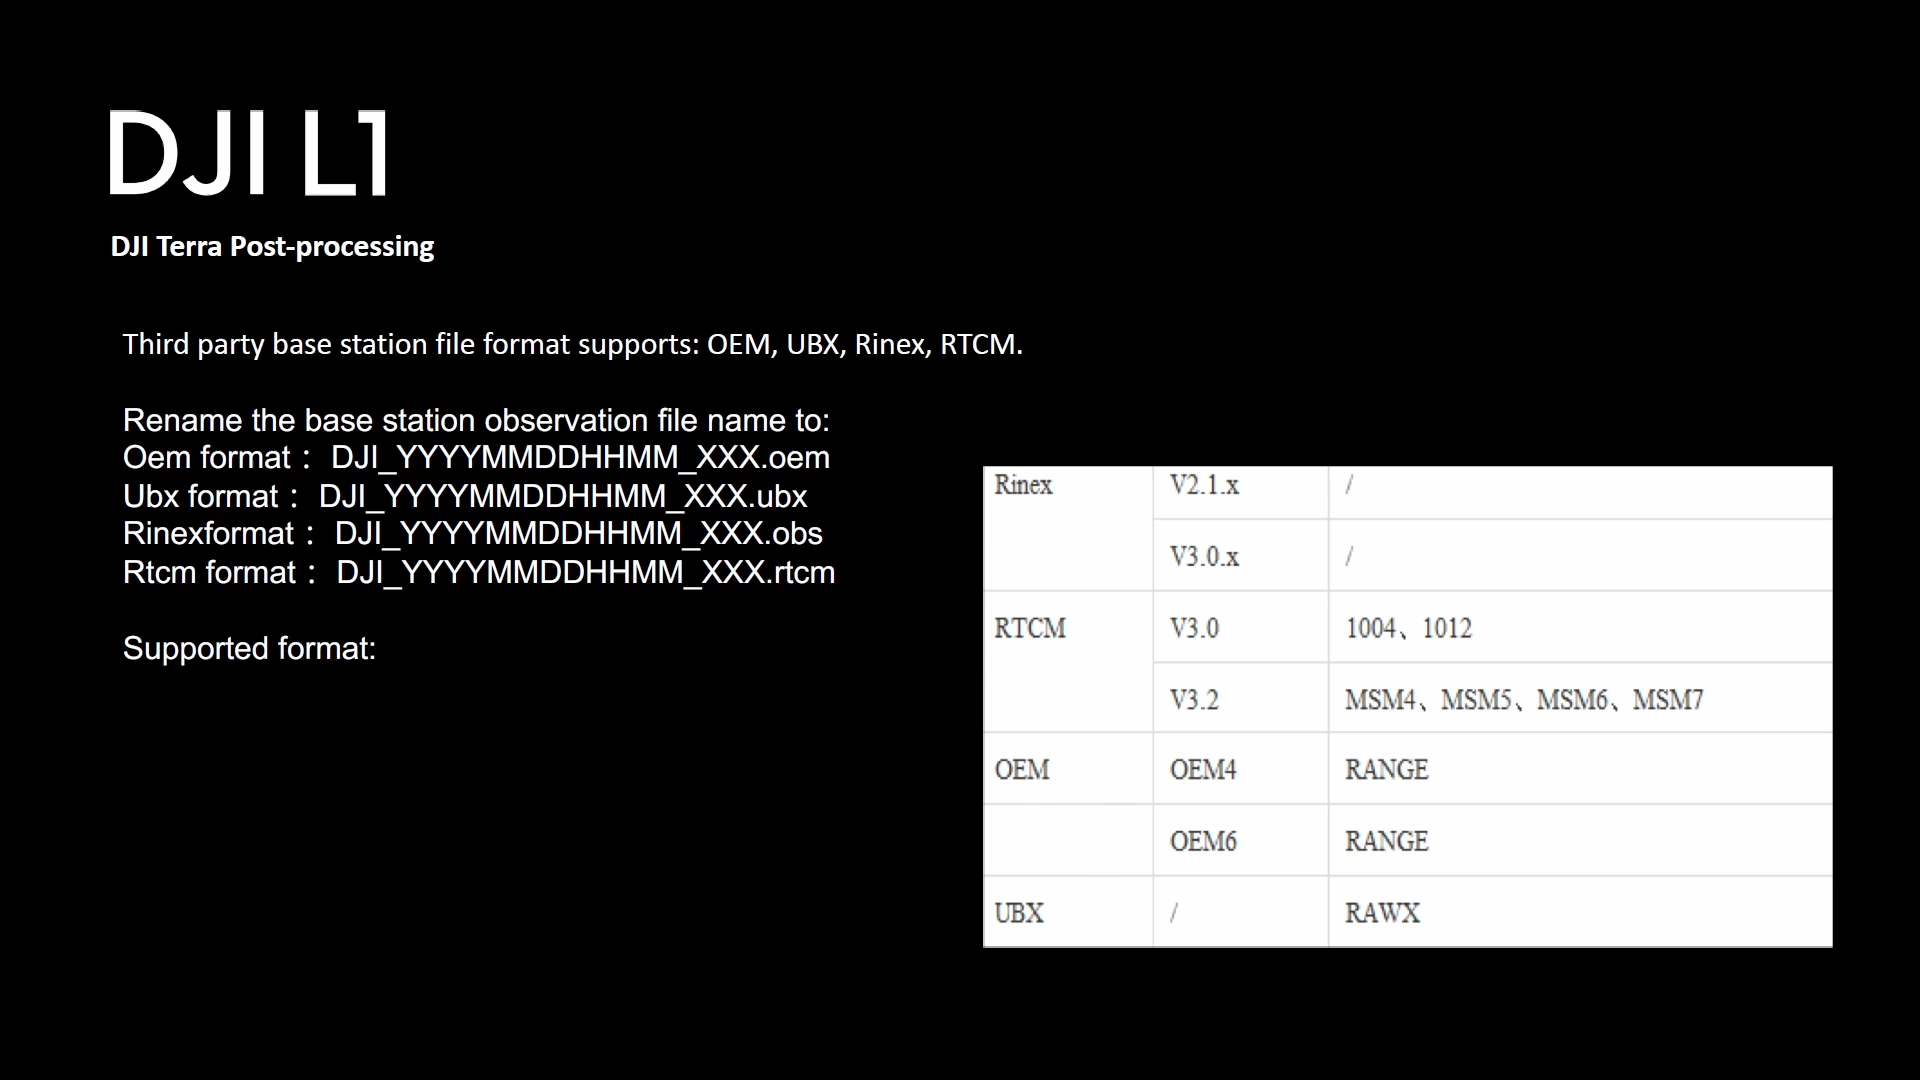 DJI L1
DJI Terra Post-processing
Third party base station file format supports: OEM, UBX, Rinex, RTCM.
Rename the base station observation file name to:
Oem format： DJI_YYYYMMDDHHMM_XXX.oem
Ubx format： DJI_YYYYMMDDHHMM_XXX.ubx
Rinexformat： DJI_YYYYMMDDHHMM_XXX.obs
Rtcm format： DJI_YYYYMMDDHHMM_XXX.rtcm
Supported format:
Rinex V2.1.x /
V3.0.x /
RTCM V3.0 1004、1012
V3.2 MSM4、MSM5、MSM6、MSM7
OEM OEM4 RANGE
OEM6 RANGE
UBX / RAWX